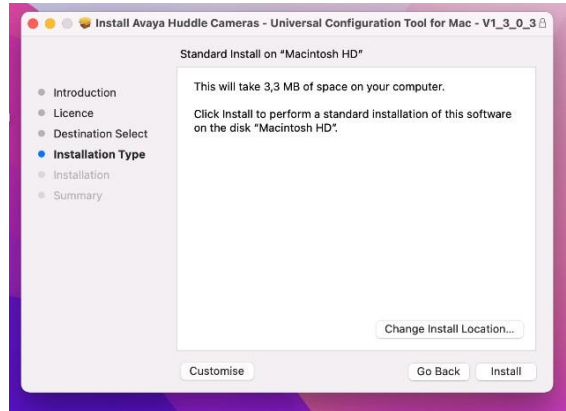 Install Avaya Huddle Cameras - Universal Configuration Tool for Mac - V1_3_0_3
Standard Install on “Macintosh HD”
Introduction
Licence
Destination Select
Installation Type
Installation
Summary
This will take 3,3 MB of space on your computer.
Click Install to perform a standard installation of this software
on the disk “Macintosh HD”.
Change Install Location...
Customise
Go Back
Install